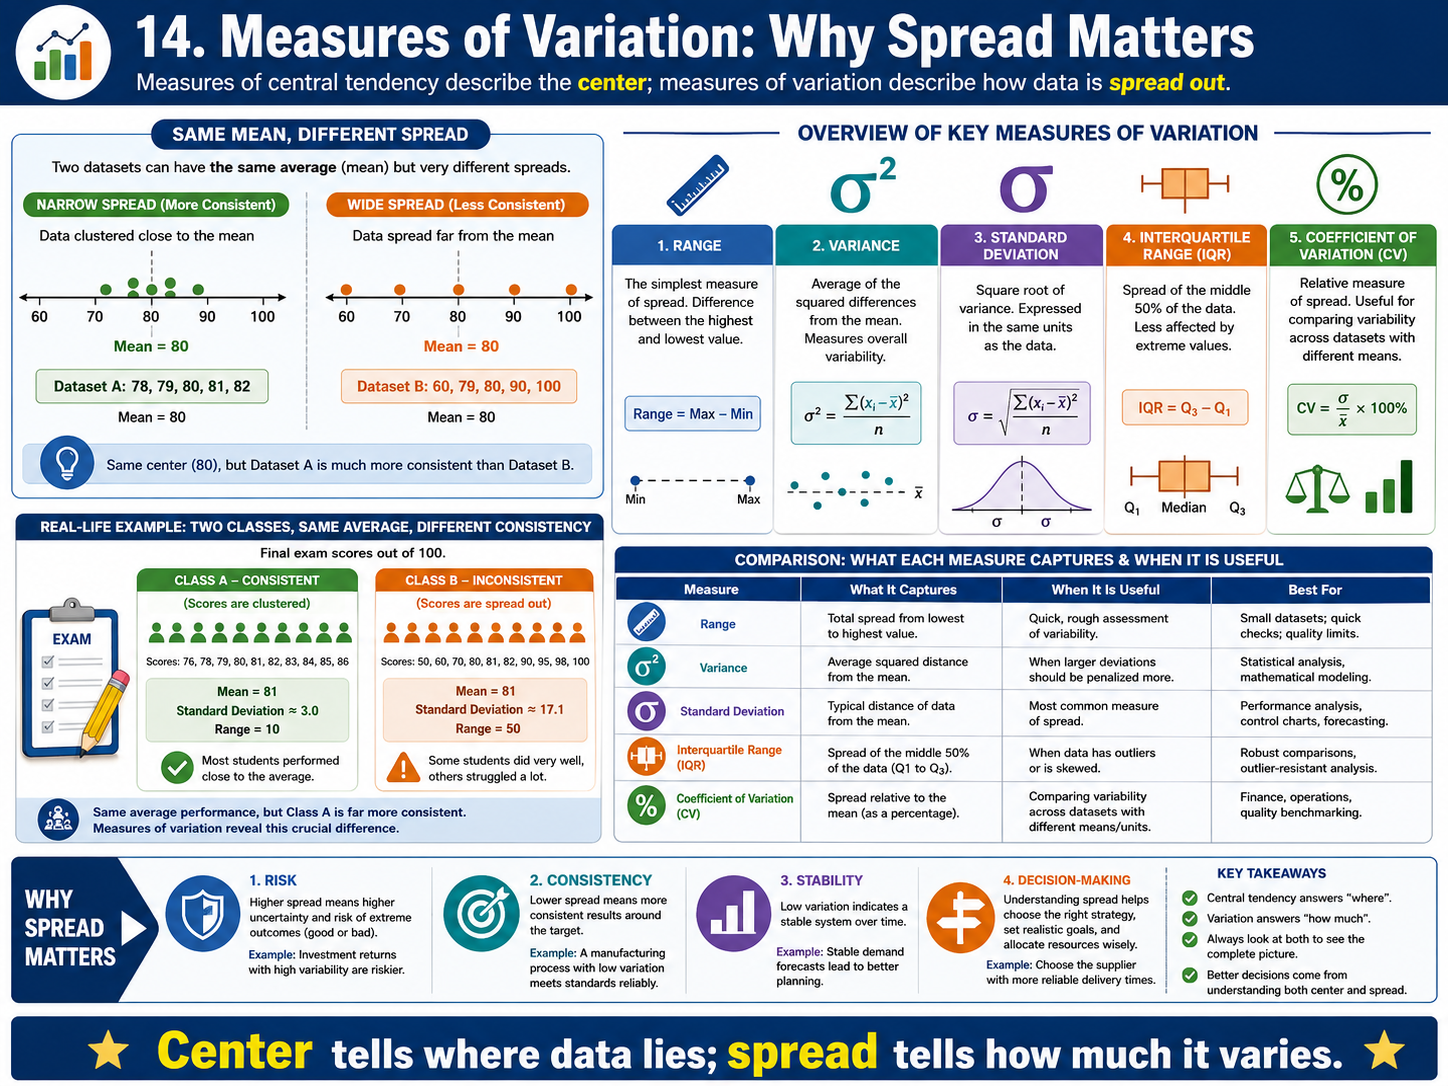 14. Measures of Variation: Why Spread Matters
Measures of central tendency describe the center; measures of variation describe how data is spread out.
SAME MEAN, DIFFERENT SPREAD
Two datasets can have the same average (mean) but very different spreads.
NARROW SPREAD (More Consistent)
Data clustered close to the mean
60 70 80 90 100
Mean = 80
Dataset A: 78, 79, 80, 81, 82
Mean = 80
WIDE SPREAD (Less Consistent)
Data spread far from the mean
60 70 80 90 100
Mean = 80
Dataset B: 60, 79, 80, 90, 100
Mean = 80
Same center (80), but Dataset A is much more consistent than Dataset B.
OVERVIEW OF KEY MEASURES OF VARIATION
1. RANGE
The simplest measure
of spread. Difference
between the highest
and lowest value.
Range = Max – Min
Min Max
σ²
2. VARIANCE
Average of the
squared differences
from the mean.
Measures overall
variability.
σ² = ∑(xᵢ – x̄)² / n
x̄
σ
3. STANDARD
DEVIATION
Square root of
variance. Expressed
in the same units
as the data.
σ = √(∑(xᵢ – x̄)² / n)
σ σ
4. INTERQUARTILE
RANGE (IQR)
Spread of the middle
50% of the data.
Less affected by
extreme values.
IQR = Q₃ – Q₁
Q₁ Median Q₃
%
5. COEFFICIENT OF
VARIATION (CV)
Relative measure
of spread. Useful for
comparing variability
across datasets with
different means.
CV = σ / x̄ × 100%
REAL-LIFE EXAMPLE: TWO CLASSES, SAME AVERAGE, DIFFERENT CONSISTENCY
Final exam scores out of 100.
EXAM
CLASS A – CONSISTENT
(Scores are clustered)
Scores: 76, 78, 79, 80, 81, 82, 83, 84, 85, 86
Mean = 81
Standard Deviation ≈ 3.0
Range = 10
Most students performed
close to the average.
CLASS B – INCONSISTENT
(Scores are spread out)
Scores: 50, 60, 70, 80, 81, 82, 90, 95, 98, 100
Mean = 81
Standard Deviation ≈ 17.1
Range = 50
Some students did very well,
others struggled a lot.
Same average performance, but Class A is far more consistent.
Measures of variation reveal this crucial difference.
COMPARISON: WHAT EACH MEASURE CAPTURES & WHEN IT IS USEFUL
Measure What It Captures When It Is Useful Best For
Range
Total spread from lowest
to highest value.
Quick, rough assessment
of variability.
Small datasets; quick
checks; quality limits.
σ²
Variance
Average squared distance
from the mean.
When larger deviations
should be penalized more.
Statistical analysis,
mathematical modeling.
σ
Standard Deviation
Typical distance of data
from the mean.
Most common measure
of spread.
Performance analysis,
control charts, forecasting.
Interquartile Range
(IQR)
Spread of the middle 50%
of the data (Q1 to Q₃).
When data has outliers
or is skewed.
Robust comparisons,
outlier-resistant analysis.
%
Coefficient of Variation
(CV)
Spread relative to the
mean (as a percentage).
Comparing variability
across datasets with
different means/units.
Finance, operations,
quality benchmarking.
WHY
SPREAD
MATTERS
1. RISK
Higher spread means higher
uncertainty and risk of extreme
outcomes (good or bad).
Example: Investment returns
with high variability are riskier.
2. CONSISTENCY
Lower spread means more
consistent results around
the target.
Example: A manufacturing
process with low variation
meets standards reliably.
3. STABILITY
Low variation indicates a
stable system over time.
Example: Stable demand
forecasts lead to better
planning.
4. DECISION-MAKING
Understanding spread helps
choose the right strategy,
set realistic goals, and
allocate resources wisely.
Example: Choose the supplier
with more reliable delivery times.
KEY TAKEAWAYS
Central tendency answers “where”.
Variation answers “how much”.
Always look at both to see the
complete picture.
Better decisions come from
understanding both center and spread.
Center tells where data lies; spread tells how much it varies.